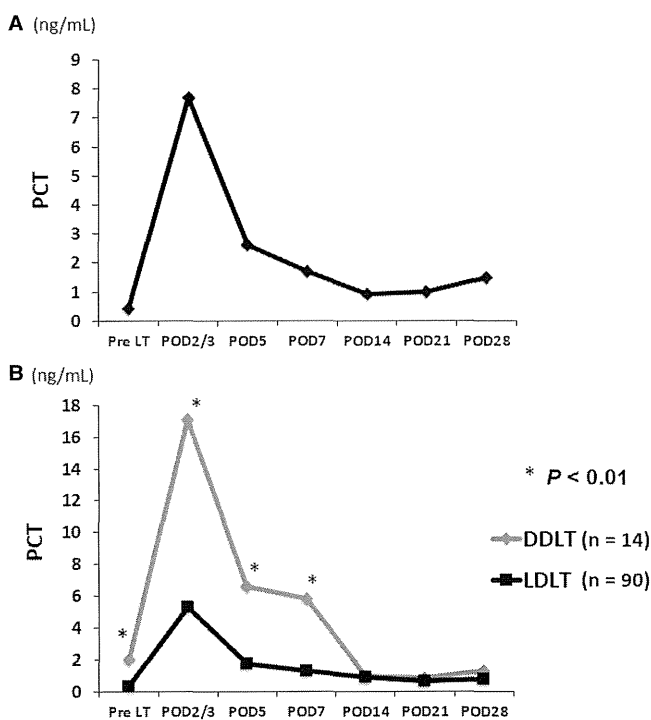 A (ng/mL)
9
8
7
6
5
4
3
2
1
0
PCT
Pre LT POD2/3 POD5 POD7 POD14 POD21 POD28
B (ng/mL)
18
16
14
12
10
8
6
4
2
0
PCT
*
*
*
*
* P < 0.01
DDLT (n = 14)
LDLT (n = 90)
Pre LT POD2/3 POD5 POD7 POD14 POD21 POD28